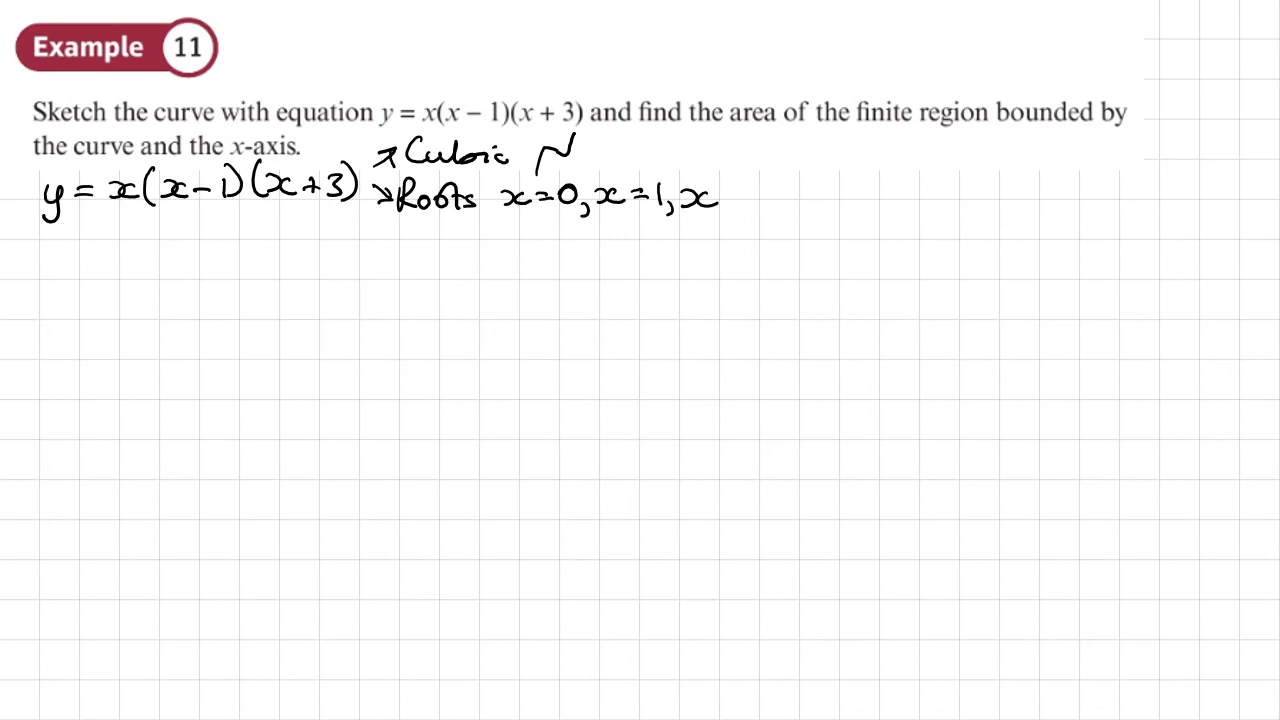 Example 11
Sketch the curve with equation y = x(x − 1)(x + 3) and find the area of the finite region bounded by
the curve and the x-axis.
Cubic
y = x(x-1)(x+3)
Roots x=0, x=1, x